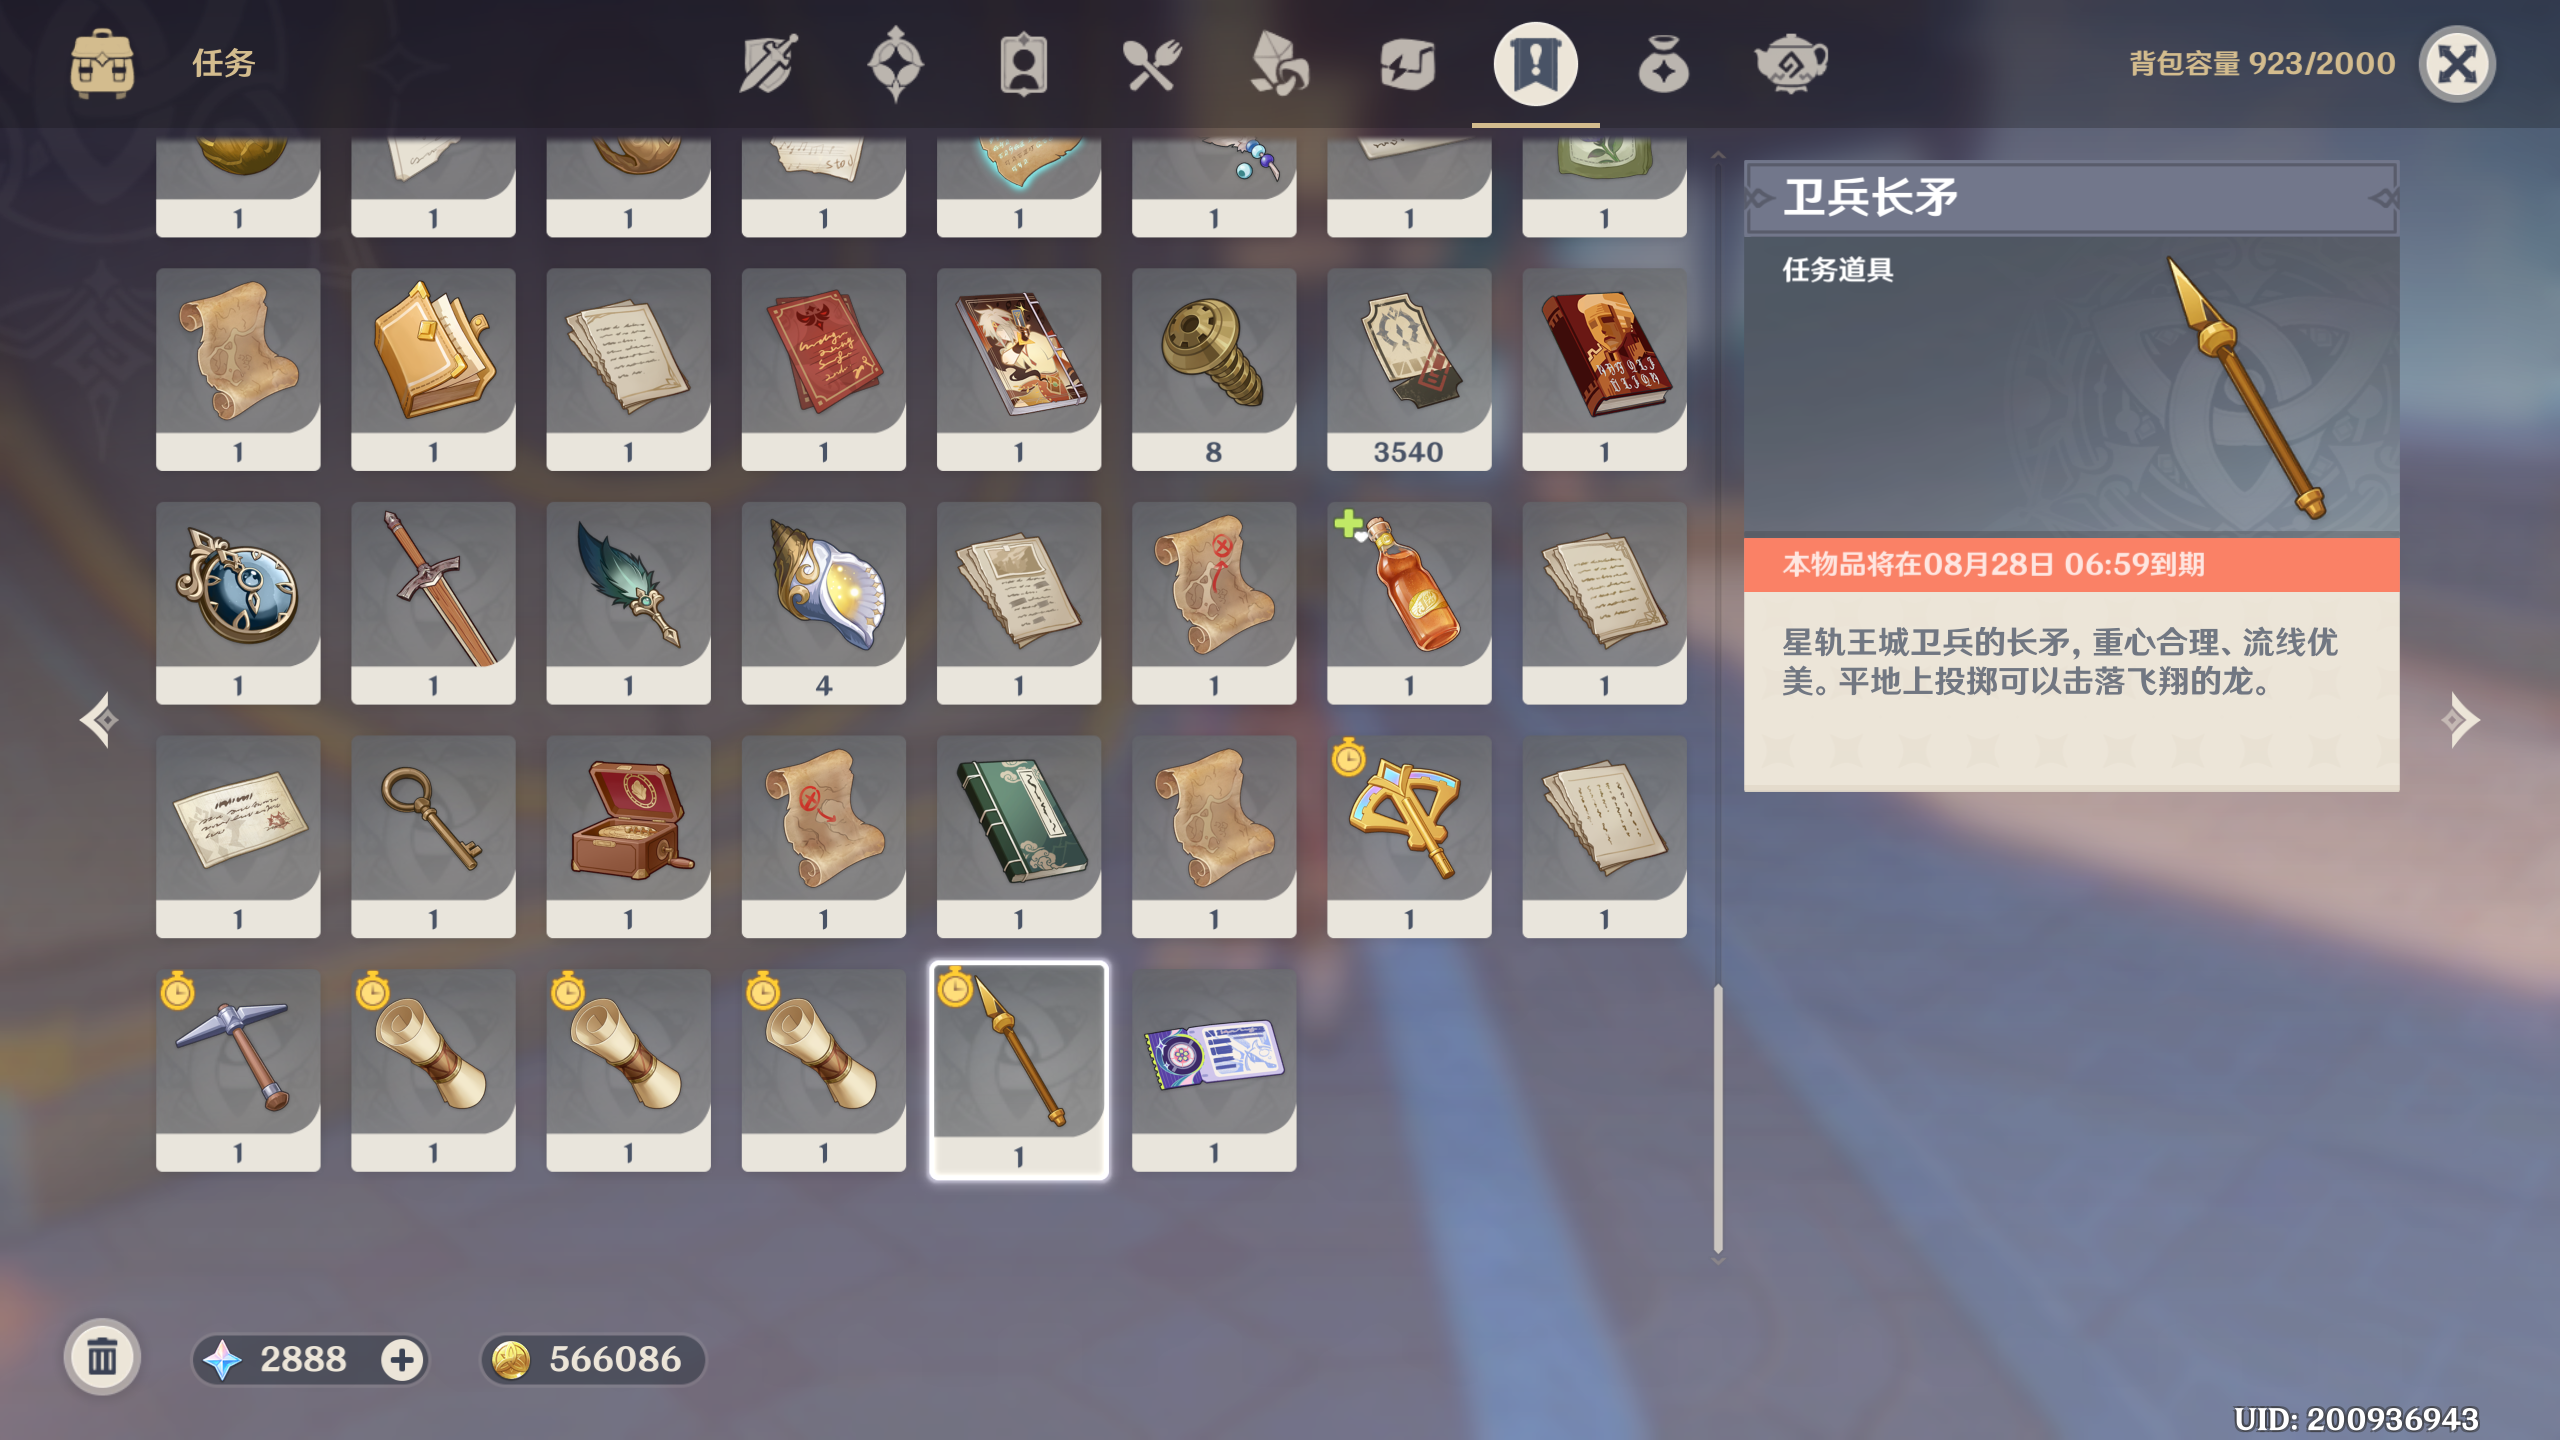 任务
背包容量 923/2000
1 1 1 1 1 1 1 1
1 1 1 1 1 8 3540 1
1 1 1 4 1 1 1 1
1 1 1 1 1 1 1 1
1 1 1 1 1 1
卫兵长矛
任务道具
本物品将在08月28日 06:59到期
星轨王城卫兵的长矛，重心合理、流线优
美。平地上投掷可以击落飞翔的龙。
2888
566086
UID: 200936943